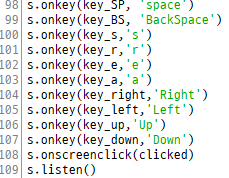 98 s.onkey(key_SP, 'space')
99 s.onkey(key_BS, 'BackSpace')
100 s.onkey(key_s,'s')
101 s.onkey(key_r,'r')
102 s.onkey(key_e,'e')
103 s.onkey(key_a,'a')
104 s.onkey(key_right,'Right')
105 s.onkey(key_left,'Left')
106 s.onkey(key_up,'Up')
107 s.onkey(key_down,'Down')
108 s.onscreenclick(clicked)
109 s.listen()